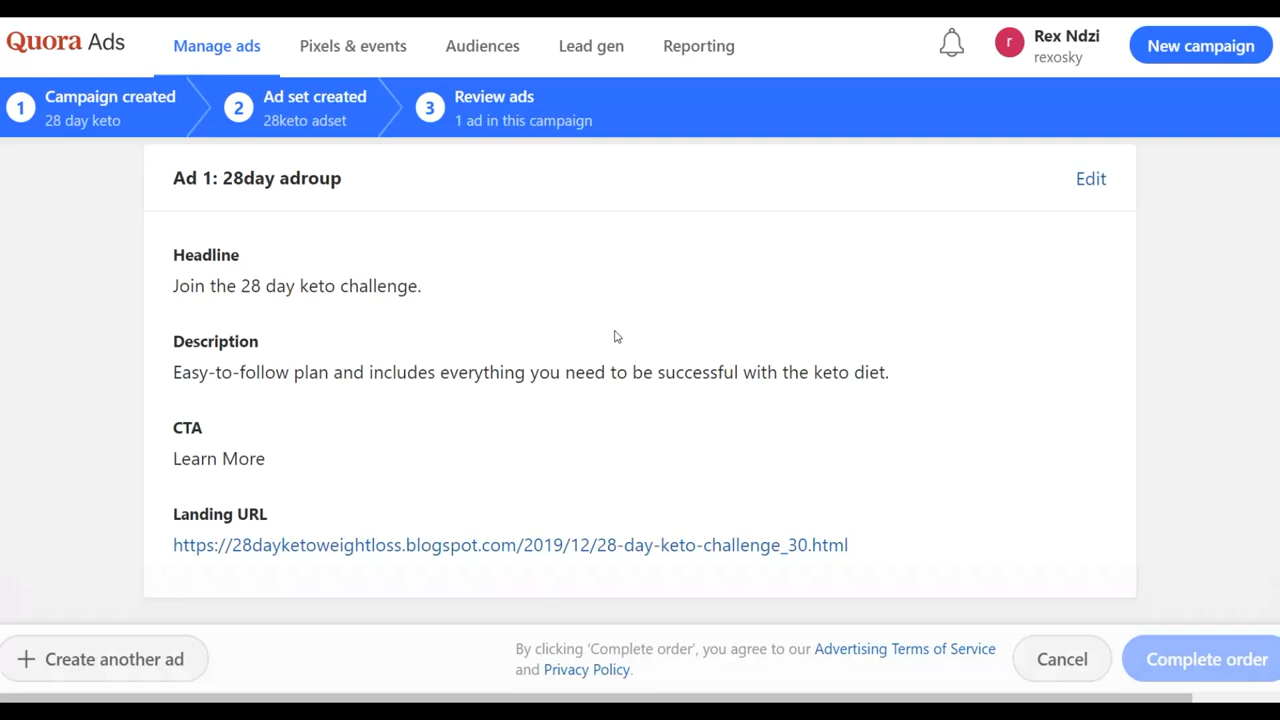 Quora Ads
Manage ads
Pixels & events
Audiences
Lead gen
Reporting
r
Rex Ndzi
rexosky
New campaign
1
Campaign created
28 day keto
2
Ad set created
28keto adset
3
Review ads
1 ad in this campaign
Ad 1: 28day adroup
Edit
Headline
Join the 28 day keto challenge.
Description
Easy-to-follow plan and includes everything you need to be successful with the keto diet.
CTA
Learn More
Landing URL
https://28dayketoweightloss.blogspot.com/2019/12/28-day-keto-challenge_30.html
+ Create another ad
By clicking 'Complete order', you agree to our Advertising Terms of Service
and Privacy Policy.
Cancel
Complete order